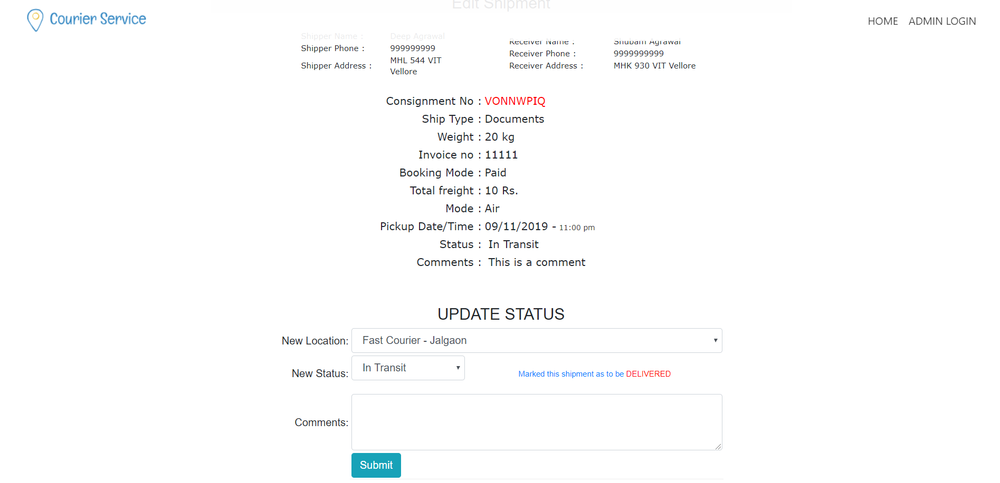 Edit Shipment
Courier Service
HOME ADMIN LOGIN
Shipper Name : Deep Agrawal
Receiver Name : Shubam Agrawal
Shipper Phone : 999999999
Receiver Phone : 9999999999
Shipper Address : MHL 544 VIT
Vellore
Receiver Address : MHK 930 VIT Vellore
Consignment No : VONNWPIQ
Ship Type : Documents
Weight : 20 kg
Invoice no : 11111
Booking Mode : Paid
Total freight : 10 Rs.
Mode : Air
Pickup Date/Time : 09/11/2019 - 11:00 pm
Status : In Transit
Comments : This is a comment
UPDATE STATUS
New Location: Fast Courier - Jalgaon
New Status: In Transit
Marked this shipment as to be DELIVERED
Comments:
Submit